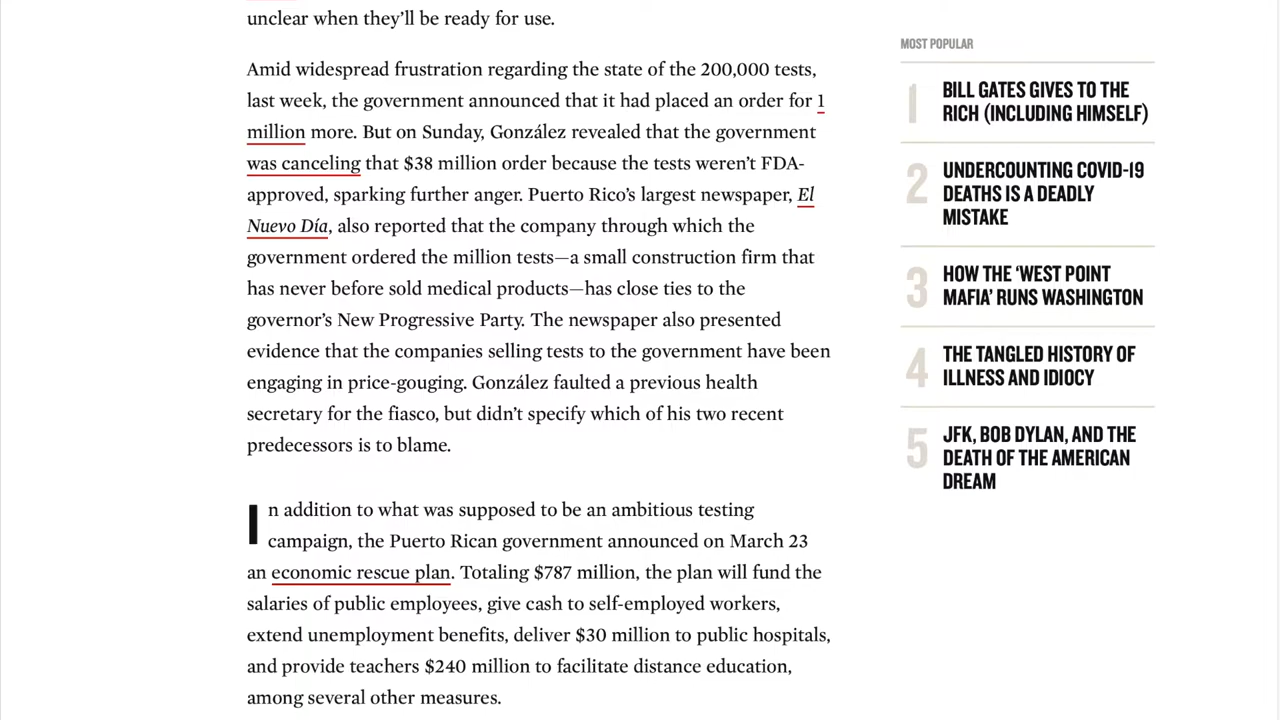 unclear when they’ll be ready for use.
Amid widespread frustration regarding the state of the 200,000 tests,
last week, the government announced that it had placed an order for 1
million more. But on Sunday, González revealed that the government
was canceling that $38 million order because the tests weren’t FDA-
approved, sparking further anger. Puerto Rico’s largest newspaper, El
Nuevo Día, also reported that the company through which the
government ordered the million tests—a small construction firm that
has never before sold medical products—has close ties to the
governor’s New Progressive Party. The newspaper also presented
evidence that the companies selling tests to the government have been
engaging in price-gouging. González faulted a previous health
secretary for the fiasco, but didn’t specify which of his two recent
predecessors is to blame.
In addition to what was supposed to be an ambitious testing
campaign, the Puerto Rican government announced on March 23
an economic rescue plan. Totaling $787 million, the plan will fund the
salaries of public employees, give cash to self-employed workers,
extend unemployment benefits, deliver $30 million to public hospitals,
and provide teachers $240 million to facilitate distance education,
among several other measures.
MOST POPULAR
1 BILL GATES GIVES TO THE
RICH (INCLUDING HIMSELF)
2 UNDERCOUNTING COVID-19
DEATHS IS A DEADLY
MISTAKE
3 HOW THE ‘WEST POINT
MAFIA’ RUNS WASHINGTON
4 THE TANGLED HISTORY OF
ILLNESS AND IDIOCY
5 JFK, BOB DYLAN, AND THE
DEATH OF THE AMERICAN
DREAM